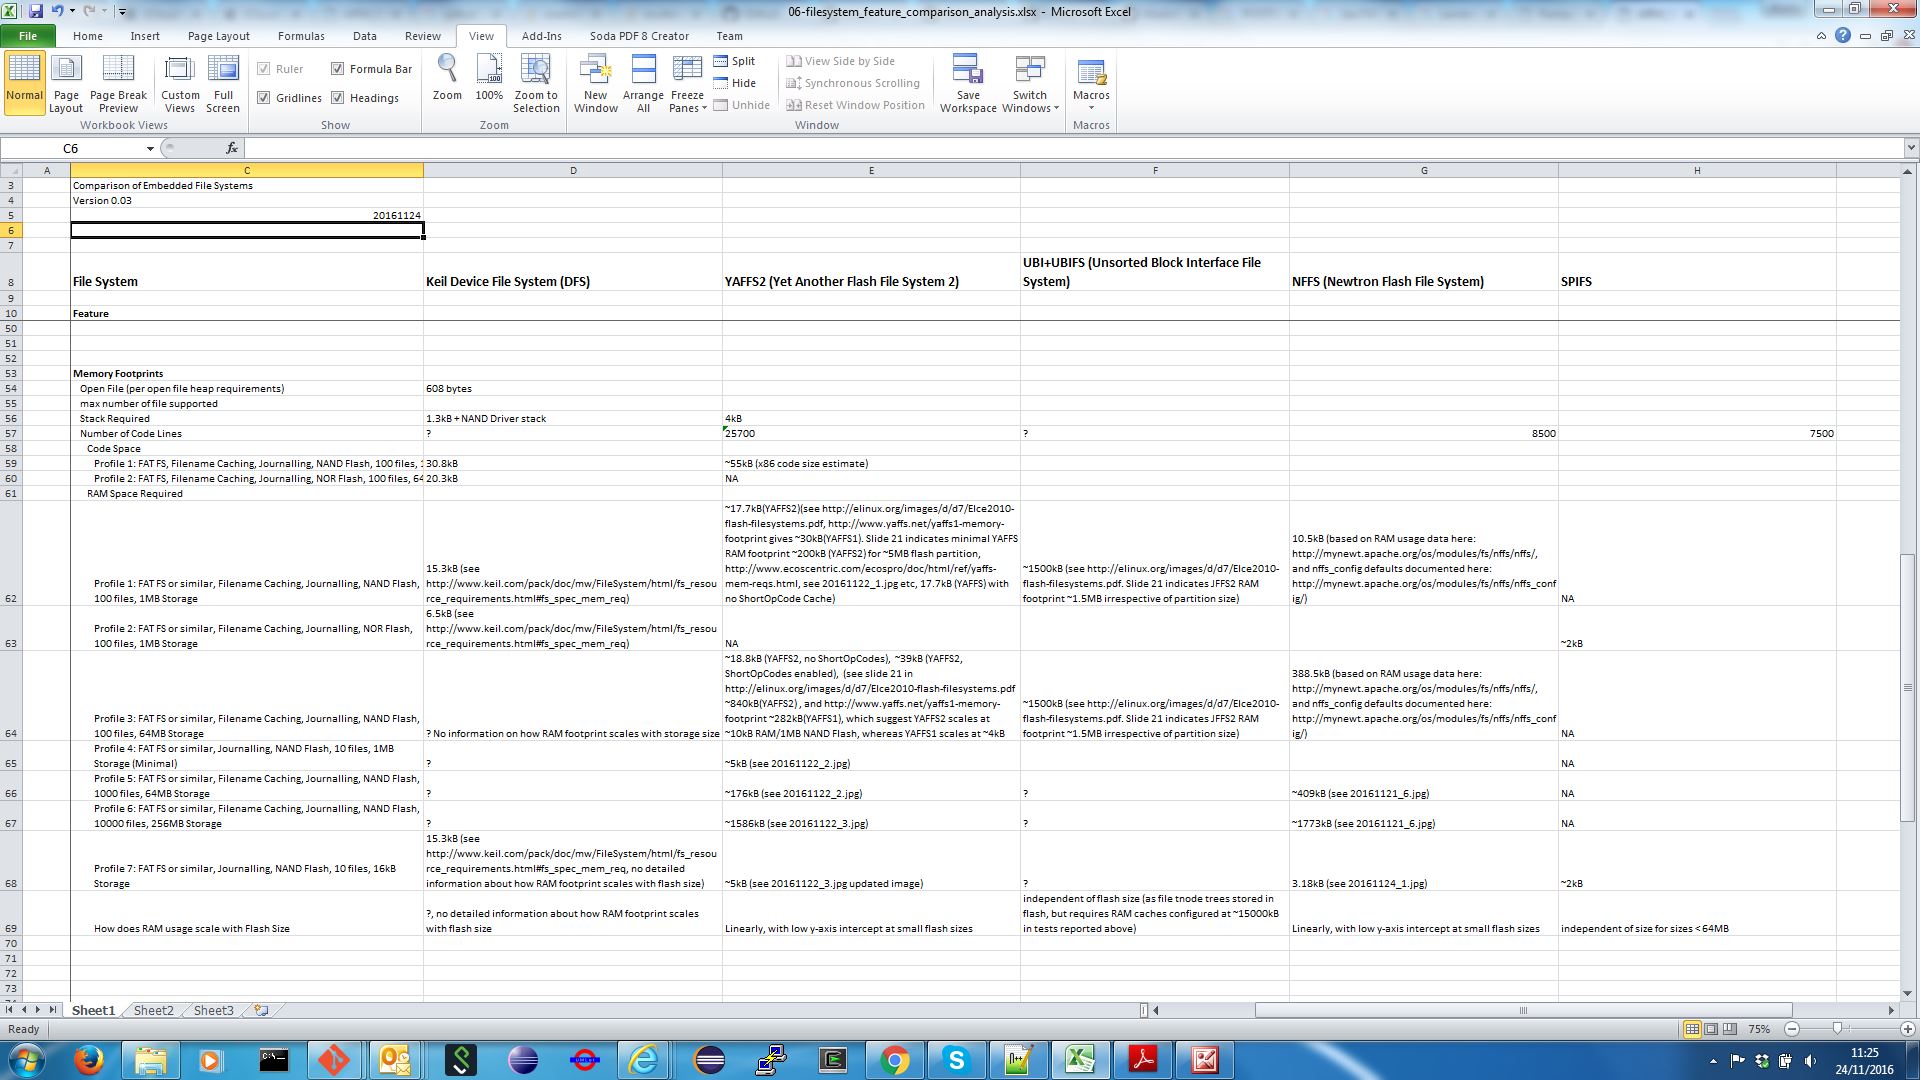 06-filesystem_feature_comparison_analysis.xlsx - Microsoft Excel
File Home Insert Page Layout Formulas Data Review View Add-Ins Soda PDF 8 Creator Team
Normal
Page Layout
Page Break Preview
Custom Views
Full Screen
Workbook Views
Ruler
Formula Bar
Gridlines
Headings
Show
Zoom
100%
Zoom to Selection
Zoom
New Window
Arrange All
Freeze Panes
Split
Hide
Unhide
View Side by Side
Synchronous Scrolling
Reset Window Position
Window
Save Workspace
Switch Windows
Macros
Macros
C6
fx
A C D E F G H
3 Comparison of Embedded File Systems
4 Version 0.03
5 20161124
6
7
8 File System
Keil Device File System (DFS)
YAFFS2 (Yet Another Flash File System 2)
UBI+UBIFS (Unsorted Block Interface File
System)
NFFS (Newtron Flash File System)
SPIFS
9
10 Feature
50
51
52
53 Memory Footprints
54 Open File (per open file heap requirements) 608 bytes
55 max number of file supported
56 Stack Required 1.3kB + NAND Driver stack 4kB
57 Number of Code Lines ? 25700 ? 8500 7500
58 Code Space
59 Profile 1: FAT FS, Filename Caching, Journalling, NAND Flash, 100 files, 1 30.8kB ~55kB (x86 code size estimate)
60 Profile 2: FAT FS, Filename Caching, Journalling, NOR Flash, 100 files, 64 20.3kB NA
61 RAM Space Required
62
Profile 1: FAT FS or similar, Filename Caching, Journalling, NAND Flash,
100 files, 1MB Storage
15.3kB (see
http://www.keil.com/pack/doc/mw/FileSystem/html/fs_resou
rce_requirements.html#fs_spec_mem_req)
~17.7kB(YAFFS2)(see http://elinux.org/images/d/d7/Elce2010-
flash-filesystems.pdf, http://www.yaffs.net/yaffs1-memory-
footprint gives ~30kB(YAFFS1). Slide 21 indicates minimal YAFFS
RAM footprint ~200kB (YAFFS2) for ~5MB flash partition,
http://www.ecoscentric.com/ecospro/doc/html/ref/yaffs-
mem-reqs.html, see 20161122_1.jpg etc, 17.7kB (YAFFS) with
no ShortOpCode Cache)
~1500kB (see http://elinux.org/images/d/d7/Elce2010-
flash-filesystems.pdf. Slide 21 indicates JFFS2 RAM
footprint ~1.5MB irrespective of partition size)
10.5kB (based on RAM usage data here:
http://mynewt.apache.org/os/modules/fs/nffs/nffs/,
and nffs_config defaults documented here:
http://mynewt.apache.org/os/modules/fs/nffs/nffs_conf
ig/)
NA
63
Profile 2: FAT FS or similar, Filename Caching, Journalling, NOR Flash,
100 files, 1MB Storage
6.5kB (see
http://www.keil.com/pack/doc/mw/FileSystem/html/fs_resou
rce_requirements.html#fs_spec_mem_req)
NA
~2kB
64
Profile 3: FAT FS or similar, Filename Caching, Journalling, NAND Flash,
100 files, 64MB Storage
? No information on how RAM footprint scales with storage size
~18.8kB (YAFFS2, no ShortOpCodes), ~39kB (YAFFS2,
ShortOpCodes enabled), (see slide 21 in
http://elinux.org/images/d/d7/Elce2010-flash-filesystems.pdf
~840kB(YAFFS2) , and http://www.yaffs.net/yaffs1-memory-
footprint ~282kB(YAFFS1), which suggest YAFFS2 scales at
~10kB RAM/1MB NAND Flash, whereas YAFFS1 scales at ~4kB
~1500kB (see http://elinux.org/images/d/d7/Elce2010-
flash-filesystems.pdf. Slide 21 indicates JFFS2 RAM
footprint ~1.5MB irrespective of partition size)
388.5kB (based on RAM usage data here:
http://mynewt.apache.org/os/modules/fs/nffs/nffs/,
and nffs_config defaults documented here:
http://mynewt.apache.org/os/modules/fs/nffs/nffs_conf
ig/)
NA
65
Profile 4: FAT FS or similar, Journalling, NAND Flash, 10 files, 1MB
Storage (Minimal)
?
~5kB (see 20161122_2.jpg)
NA
66
Profile 5: FAT FS or similar, Filename Caching, Journalling, NAND Flash,
1000 files, 64MB Storage
?
~176kB (see 20161122_2.jpg)
?
~409kB (see 20161121_6.jpg)
NA
67
Profile 6: FAT FS or similar, Filename Caching, Journalling, NAND Flash,
10000 files, 256MB Storage
?
~1586kB (see 20161122_3.jpg)
?
~1773kB (see 20161121_6.jpg)
NA
68
Profile 7: FAT FS or similar, Journalling, NAND Flash, 10 files, 16kB
Storage
15.3kB (see
http://www.keil.com/pack/doc/mw/FileSystem/html/fs_resou
rce_requirements.html#fs_spec_mem_req, no detailed
information about how RAM footprint scales with flash size)
~5kB (see 20161122_3.jpg updated image)
?
3.18kB (see 20161124_1.jpg)
~2kB
69
How does RAM usage scale with Flash Size
?, no detailed information about how RAM footprint scales
with flash size
Linearly, with low y-axis intercept at small flash sizes
independent of flash size (as file tnode trees stored in
flash, but requires RAM caches configured at ~15000kB
in tests reported above)
Linearly, with low y-axis intercept at small flash sizes
independent of size for sizes < 64MB
70
71
72
73
Sheet1 Sheet2 Sheet3
Ready
75%
11:25
24/11/2016